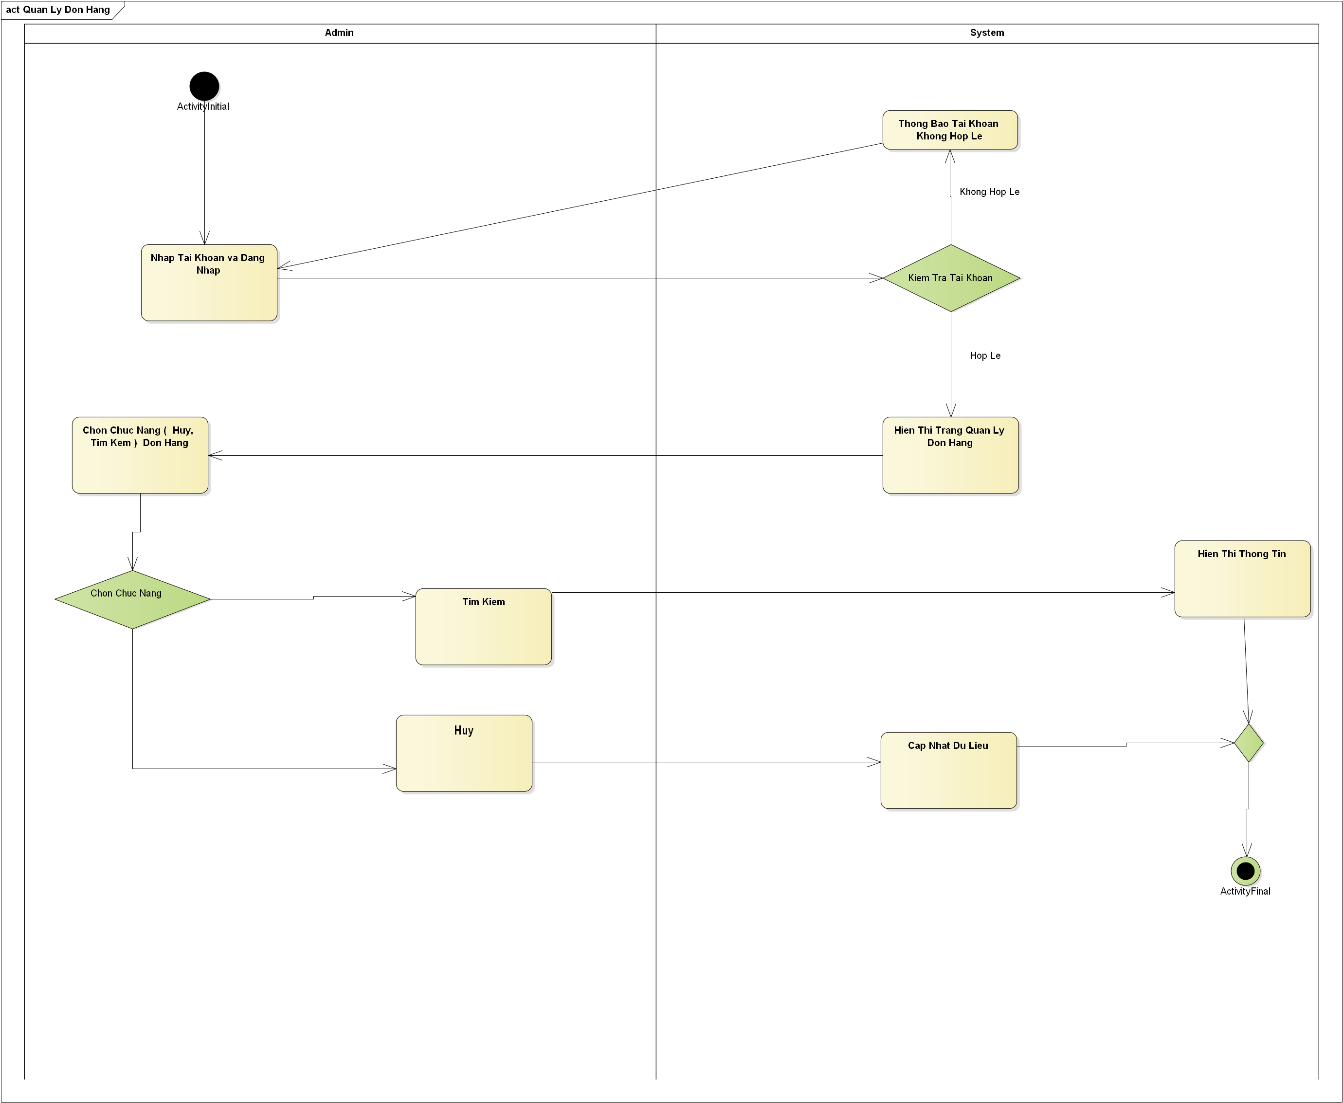 act Quan Ly Don Hang
Admin
System
ActivityInitial
Thong Bao Tai Khoan
Khong Hop Le
Khong Hop Le
Nhap Tai Khoan va Dang
Nhap
Kiem Tra Tai Khoan
Hop Le
Chon Chuc Nang ( Huy,
Tim Kem ) Don Hang
Hien Thi Trang Quan Ly
Don Hang
Hien Thi Thong Tin
Chon Chuc Nang
Tim Kiem
Huy
Cap Nhat Du Lieu
ActivityFinal